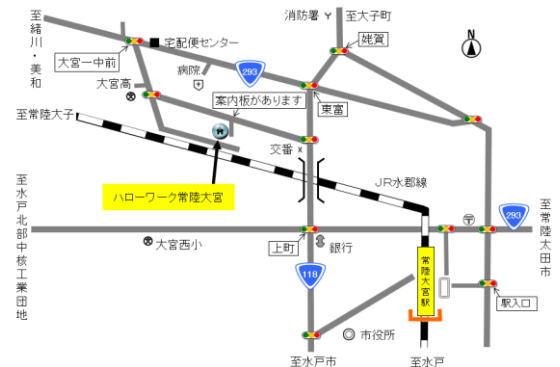 至緒川・美和
宅配便センター
消防署 Y
至大子町
大宮一中前
病院
293
姥賀
N
大宮高
案内板があります
東富
至常陸大子
交番 x
ハローワーク常陸大宮
JR水郡線
至水戸北部中核工業団地
大宮西小
上町
銀行
293
至常陸太田市
118
常陸大宮駅
駅入口
市役所
至水戸市
至水戸